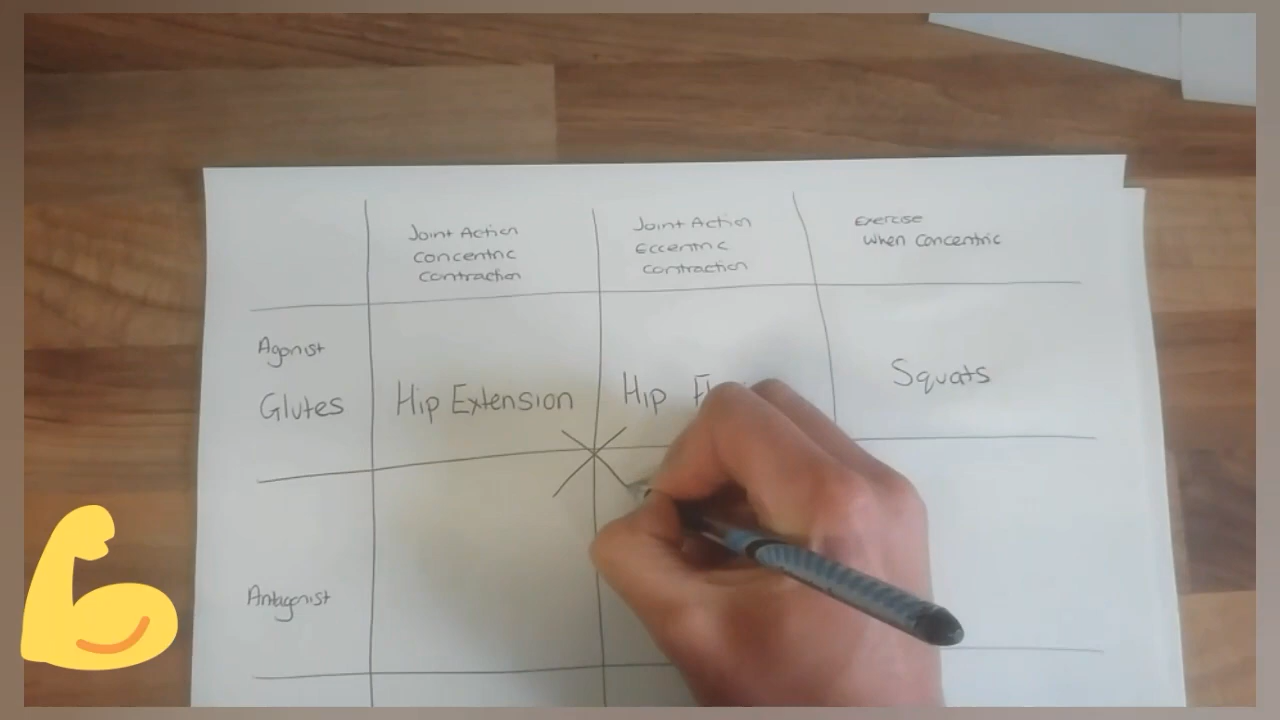 Joint Action
Concentric
Contraction
Joint Action
Eccentric
Contraction
Exercise
When Concentric
Agonist
Glutes
Hip Extension
Hip
Squats
Antagonist